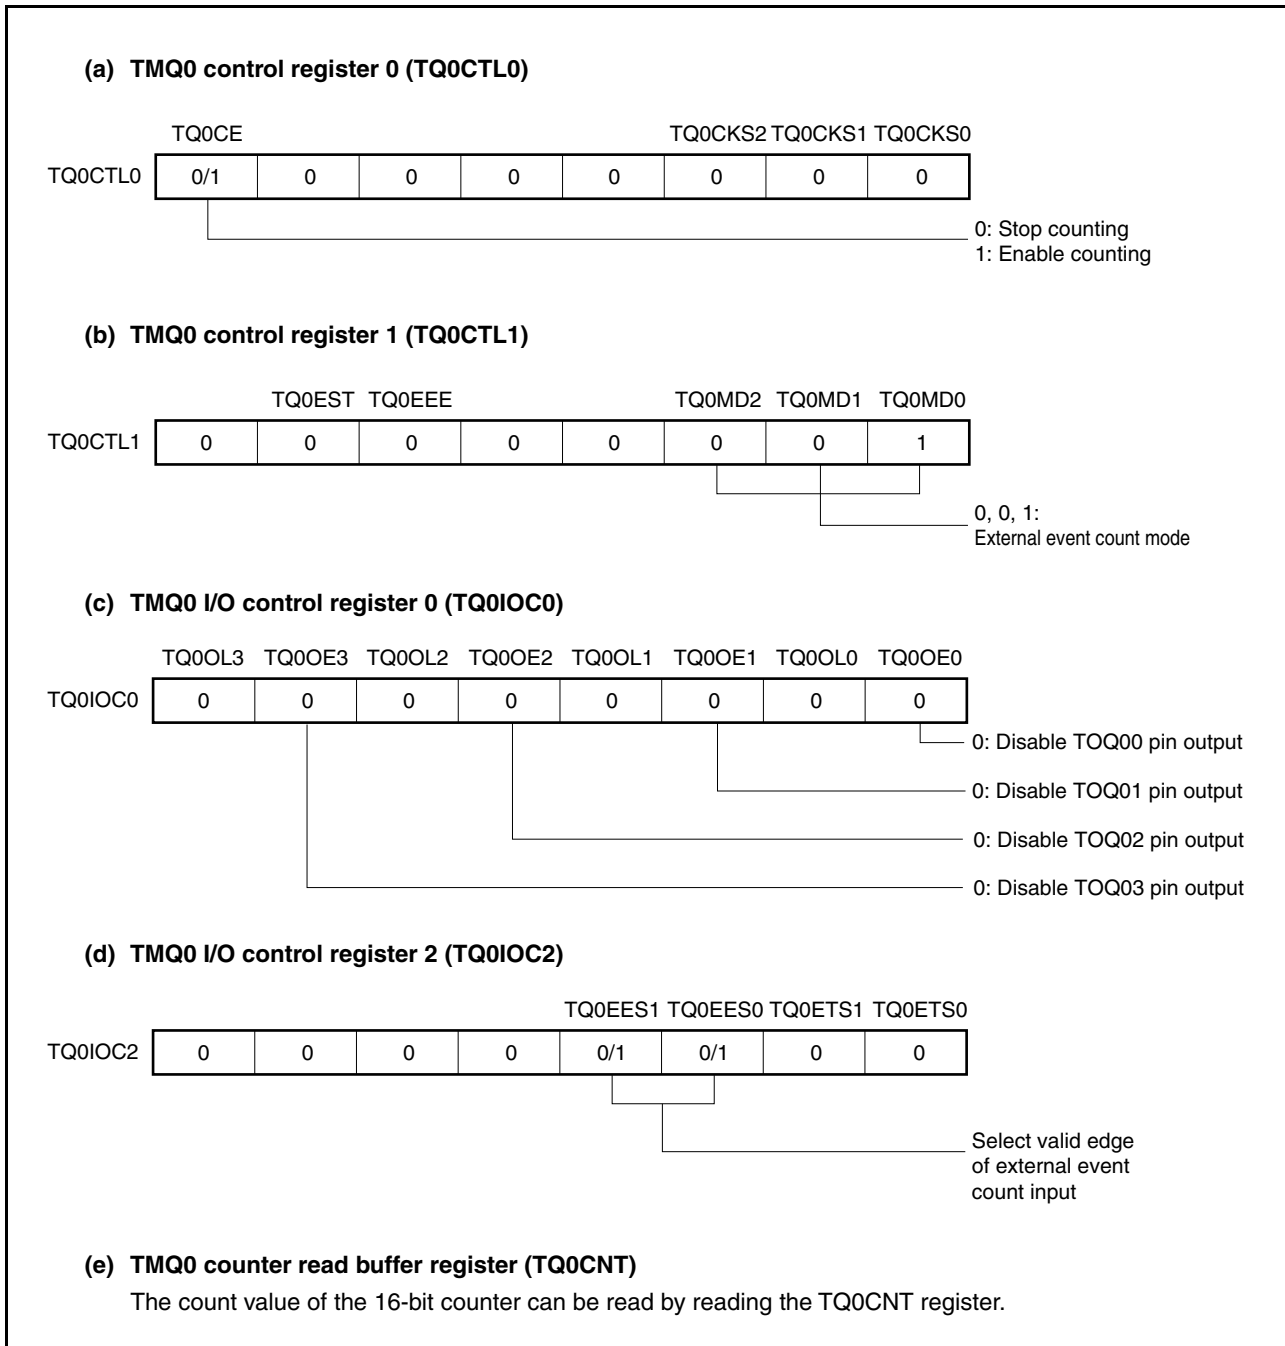 (a) TMQ0 control register 0 (TQ0CTL0)
TQ0CE TQ0CKS2 TQ0CKS1 TQ0CKS0
TQ0CTL0 0/1 0 0 0 0 0 0 0
0: Stop counting
1: Enable counting
(b) TMQ0 control register 1 (TQ0CTL1)
TQ0EST TQ0EEE TQ0MD2 TQ0MD1 TQ0MD0
TQ0CTL1 0 0 0 0 0 0 0 1
0, 0, 1:
External event count mode
(c) TMQ0 I/O control register 0 (TQ0IOC0)
TQ0OL3 TQ0OE3 TQ0OL2 TQ0OE2 TQ0OL1 TQ0OE1 TQ0OL0 TQ0OE0
TQ0IOC0 0 0 0 0 0 0 0 0
0: Disable TOQ00 pin output
0: Disable TOQ01 pin output
0: Disable TOQ02 pin output
0: Disable TOQ03 pin output
(d) TMQ0 I/O control register 2 (TQ0IOC2)
TQ0EES1 TQ0EES0 TQ0ETS1 TQ0ETS0
TQ0IOC2 0 0 0 0 0/1 0/1 0 0
Select valid edge
of external event
count input
(e) TMQ0 counter read buffer register (TQ0CNT)
The count value of the 16-bit counter can be read by reading the TQ0CNT register.